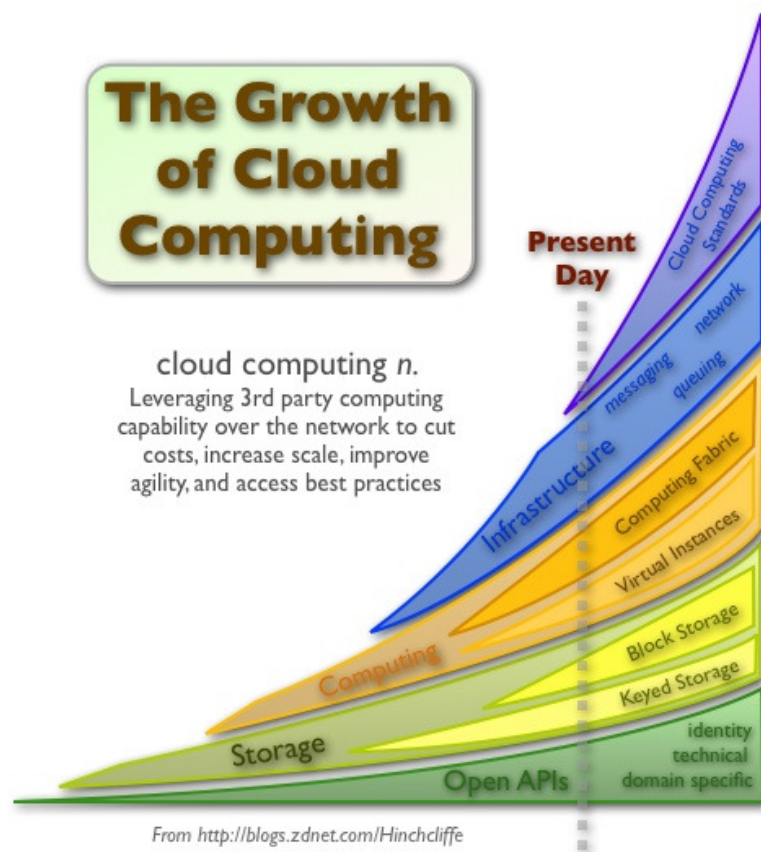 The Growth
of Cloud
Computing
Present
Day
cloud computing n.
Leveraging 3rd party computing
capability over the network to cut
costs, increase scale, improve
agility, and access best practices
Cloud Computing
Standards
network
messaging
queuing
Infrastructure
Computing Fabric
Virtual Instances
Computing
Block Storage
Keyed Storage
Storage
identity
technical
domain specific
Open APIs
From http://blogs.zdnet.com/Hinchcliffe